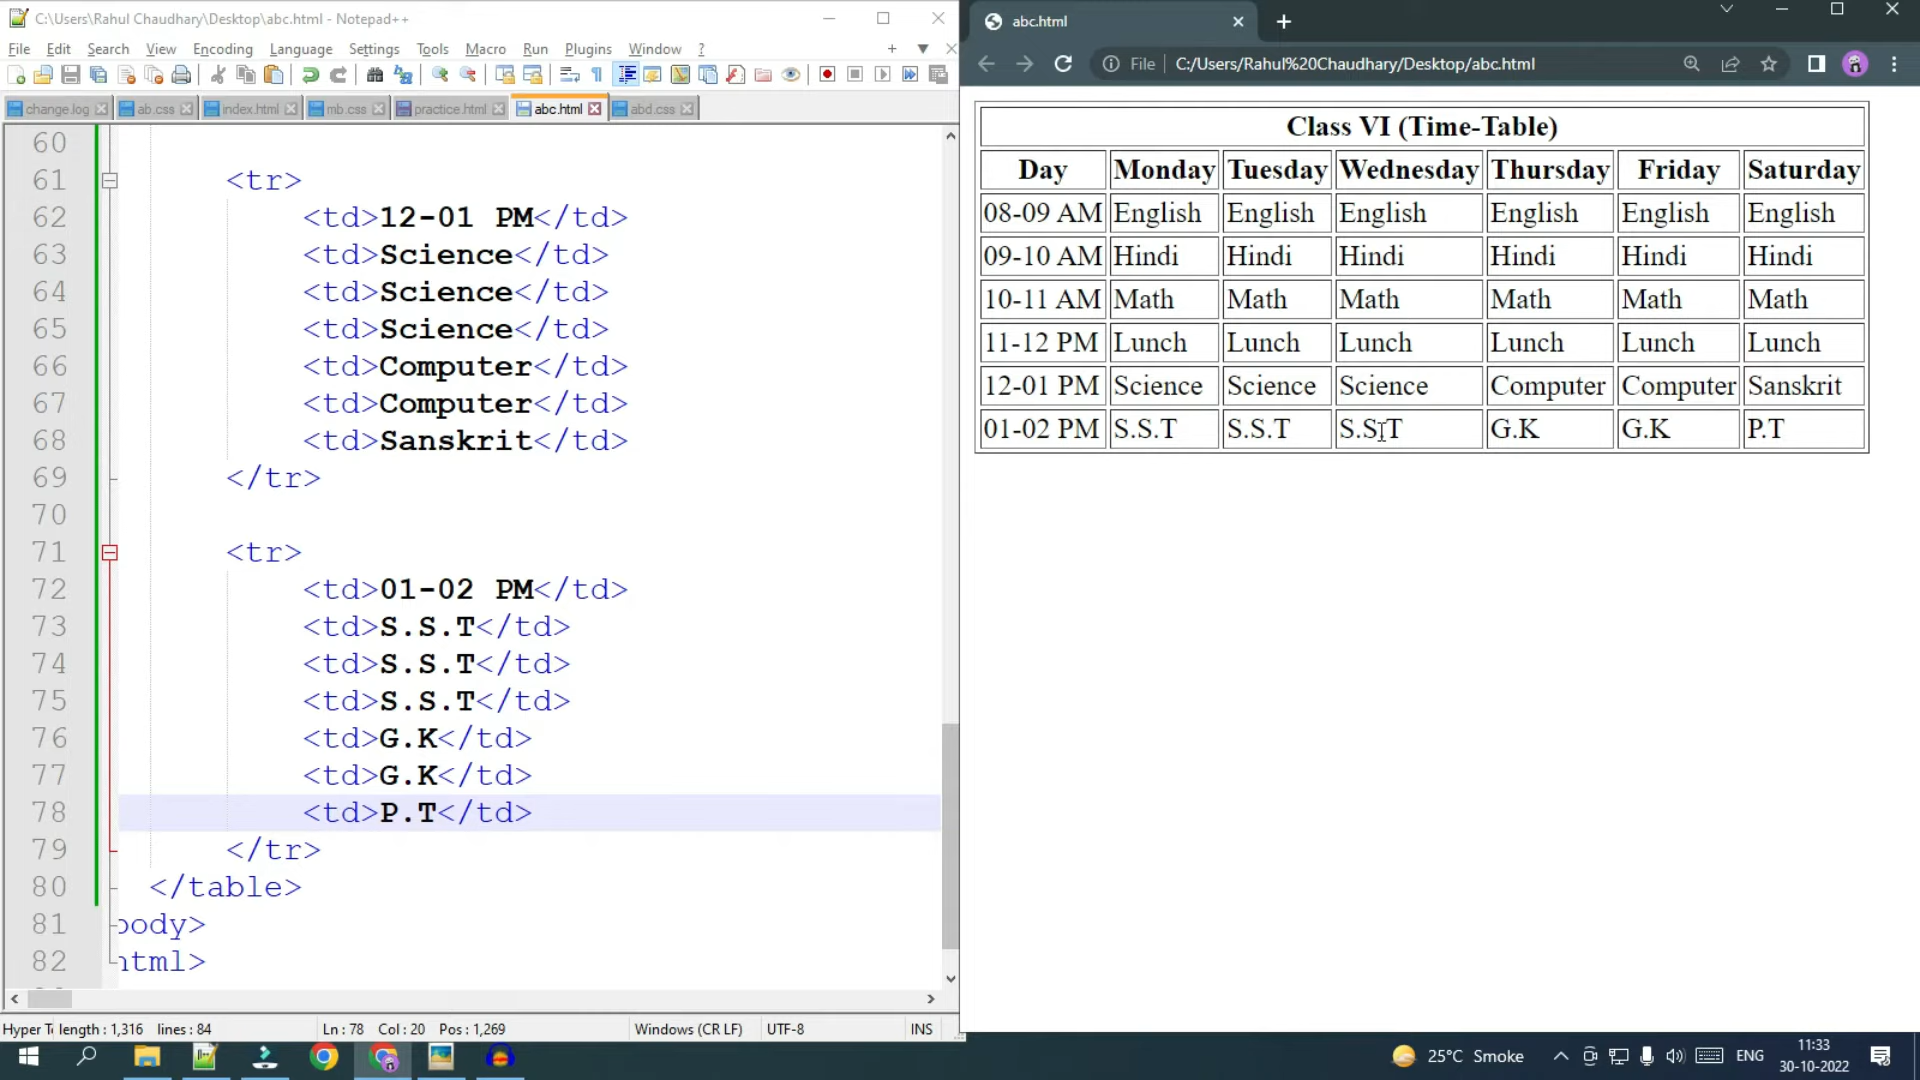 C:\Users\Rahul Chaudhary\Desktop\abc.html - Notepad++
File Edit Search View Encoding Language Settings Tools Macro Run Plugins Window ?
change.log ab.css index.html mb.css practice.html abc.html abd.css
60
61 <tr>
62 <td>12-01 PM</td>
63 <td>Science</td>
64 <td>Science</td>
65 <td>Science</td>
66 <td>Computer</td>
67 <td>Computer</td>
68 <td>Sanskrit</td>
69 </tr>
70
71 <tr>
72 <td>01-02 PM</td>
73 <td>S.S.T</td>
74 <td>S.S.T</td>
75 <td>S.S.T</td>
76 <td>G.K</td>
77 <td>G.K</td>
78 <td>P.T</td>
79 </tr>
80 </table>
81 body>
82 html>
Hyper T length : 1,316 lines : 84 Ln : 78 Col : 20 Pos : 1,269 Windows (CR LF) UTF-8 INS
abc.html
File C:/Users/Rahul%20Chaudhary/Desktop/abc.html
Class VI (Time-Table)
Day Monday Tuesday Wednesday Thursday Friday Saturday
08-09 AM English English English English English English
09-10 AM Hindi Hindi Hindi Hindi Hindi Hindi
10-11 AM Math Math Math Math Math Math
11-12 PM Lunch Lunch Lunch Lunch Lunch Lunch
12-01 PM Science Science Science Computer Computer Sanskrit
01-02 PM S.S.T S.S.T S.S.T G.K G.K P.T
25°C Smoke ENG 11:33
30-10-2022